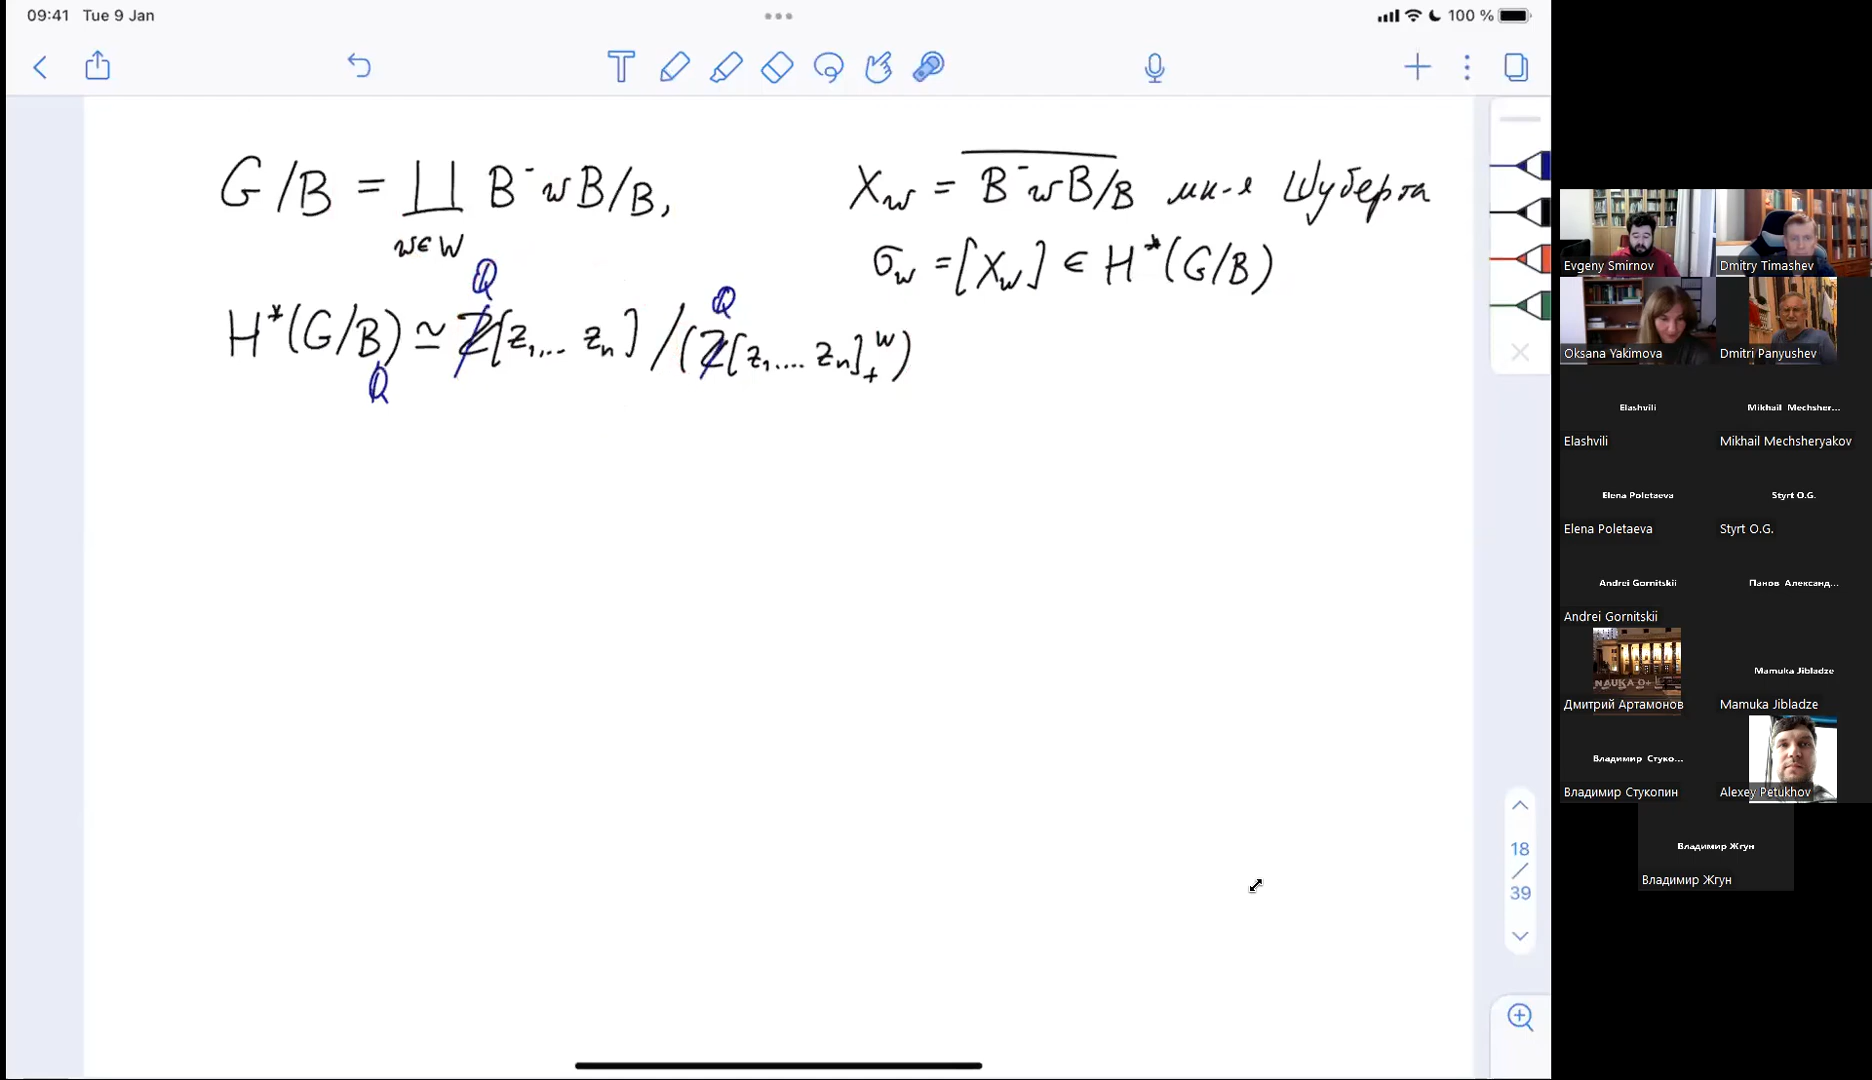 09:41 Tue 9 Jan
100 %
G/B = ∐ B⁻wB/B,
w∈W
X_w = \overline{B⁻wB/B} мн-я Шуберта
σ_w = [X_w] ∈ H*(G/B)
Q Q
H*(G/B) ≃ Z[z₁,... zₙ] / (Z[z₁.... zₙ]₊^W)
Q
18
/
39
Evgeny Smirnov
Dmitry Timashev
Oksana Yakimova
Dmitri Panyushev
Elashvili
Elashvili
Mikhail Mechsher...
Mikhail Mechsheryakov
Elena Poletaeva
Elena Poletaeva
Styrt O.G.
Styrt O.G.
Andrei Gornitskii
Andrei Gornitskii
Панов Александ...
NAUKA 0+
Дмитрий Артамонов
Mamuka Jibladze
Mamuka Jibladze
Владимир Стуко...
Владимир Стукопин
Alexey Petukhov
Владимир Жгун
Владимир Жгун